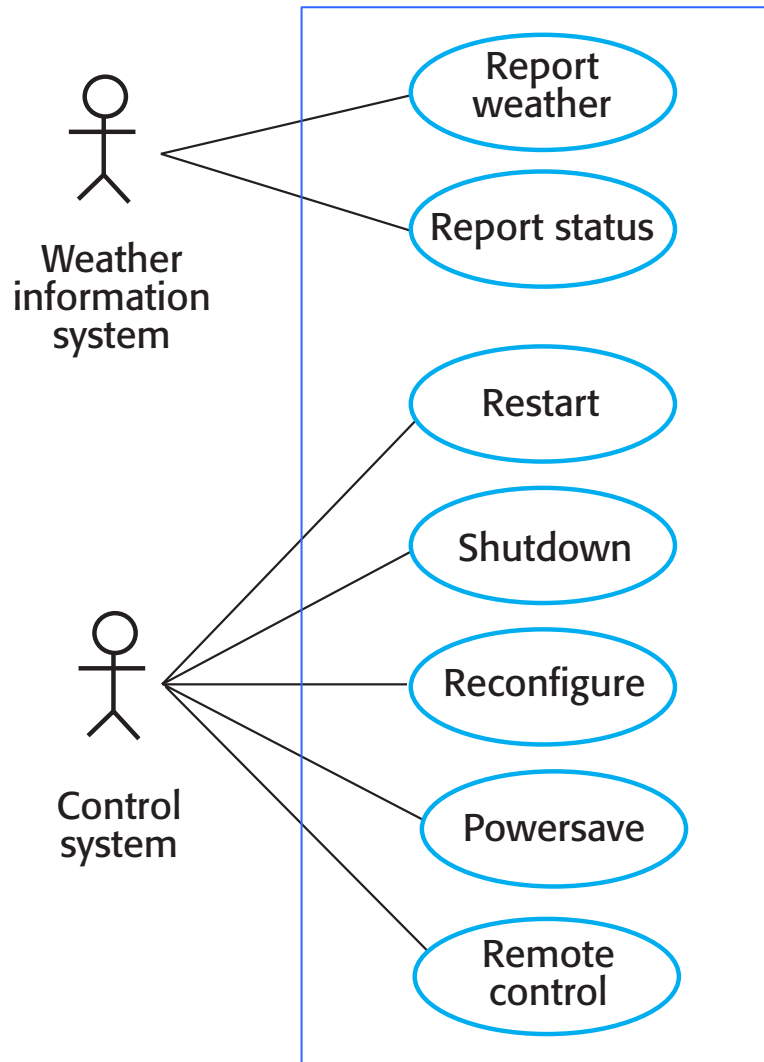 Report
weather
Report status
Weather
information
system
Restart
Shutdown
Reconfigure
Control
system
Powersave
Remote
control